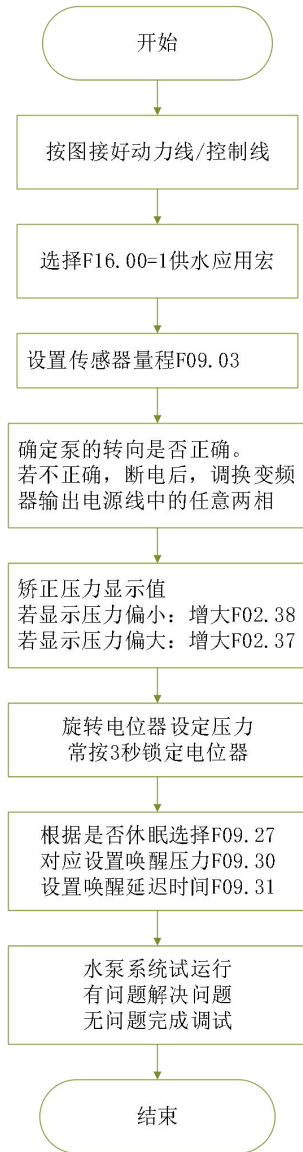 开始
按图接好动力线/控制线
选择F16.00=1供水应用宏
设置传感器量程F09.03
确定泵的转向是否正确。
若不正确，断电后，调换变频
器输出电源线中的任意两相
矫正压力显示值
若显示压力偏小：增大F02.38
若显示压力偏大：增大F02.37
旋转电位器设定压力
常按3秒锁定电位器
根据是否休眠选择F09.27
对应设置唤醒压力F09.30
设置唤醒延迟时间F09.31
水泵系统试运行
有问题解决问题
无问题完成调试
结束